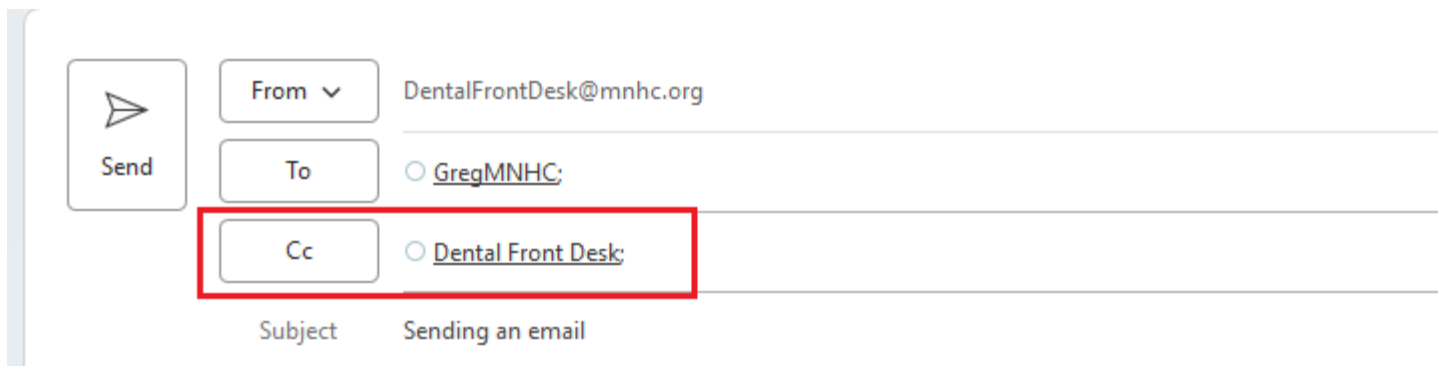 From DentalFrontDesk@mnhc.org
Send To GregMNHC;
Cc Dental Front Desk;
Subject Sending an email